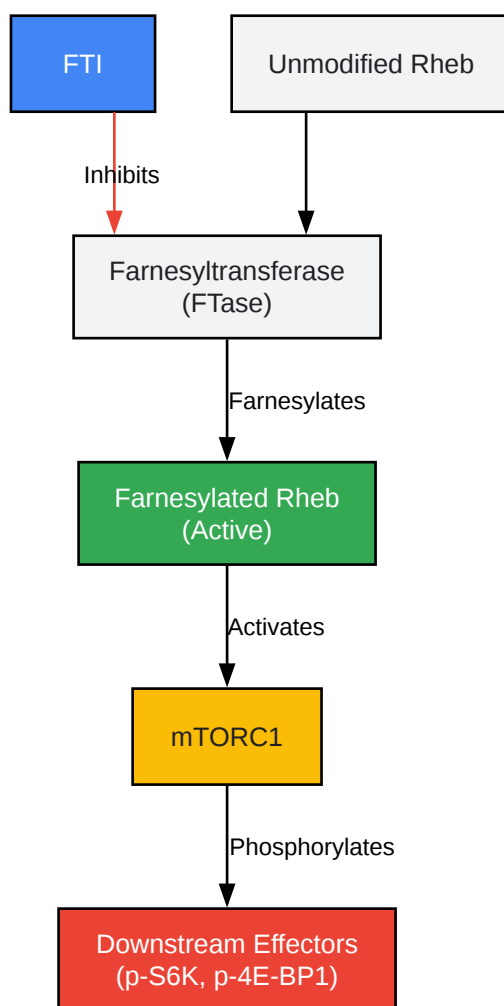 FTI
Unmodified Rheb
Inhibits
Farnesyltransferase
(FTase)
Farnesylates
Farnesylated Rheb
(Active)
Activates
mTORC1
Phosphorylates
Downstream Effectors
(p-S6K, p-4E-BP1)